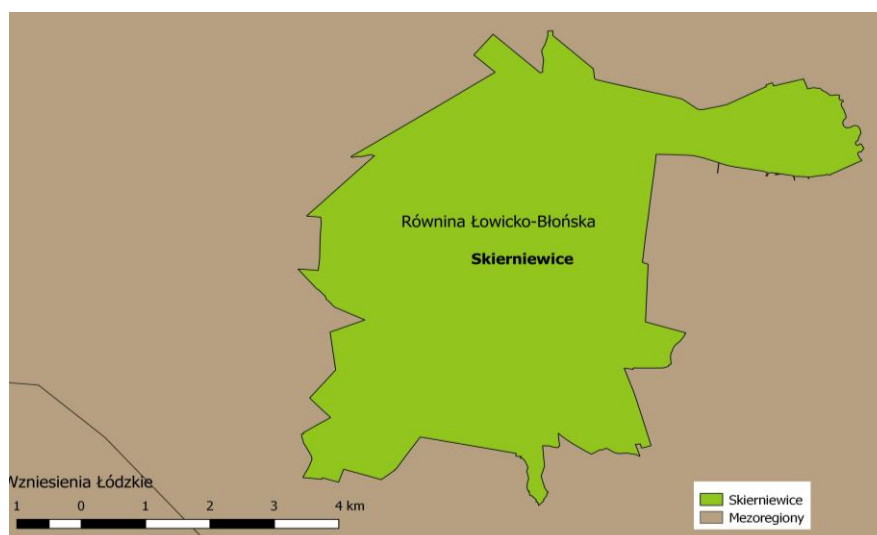 Równina Łowicko-Błońska
Skierniewice
Wzniesienia Łódzkie
1 0 1 2 3 4 km
Skierniewice
Mezoregiony